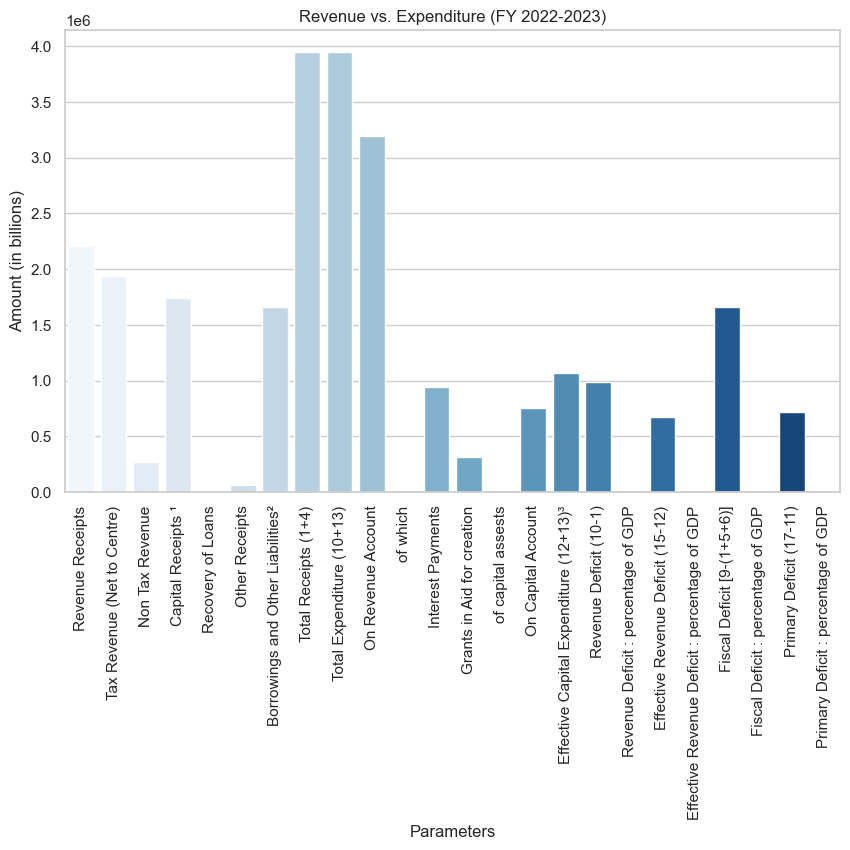 Revenue vs. Expenditure (FY 2022-2023)
1e6
4.0
3.5
3.0
2.5
2.0
1.5
1.0
0.5
0.0
Amount (in billions)
Revenue Receipts
Tax Revenue (Net to Centre)
Non Tax Revenue
Capital Receipts ¹
Recovery of Loans
Other Receipts
Borrowings and Other Liabilities²
Total Receipts (1+4)
Total Expenditure (10+13)
On Revenue Account
of which
Interest Payments
Grants in Aid for creation
of capital assests
On Capital Account
Effective Capital Expenditure (12+13)³
Revenue Deficit (10-1)
Revenue Deficit : percentage of GDP
Effective Revenue Deficit (15-12)
Effective Revenue Deficit : percentage of GDP
Fiscal Deficit [9-(1+5+6)]
Fiscal Deficit : percentage of GDP
Primary Deficit (17-11)
Primary Deficit : percentage of GDP
Parameters